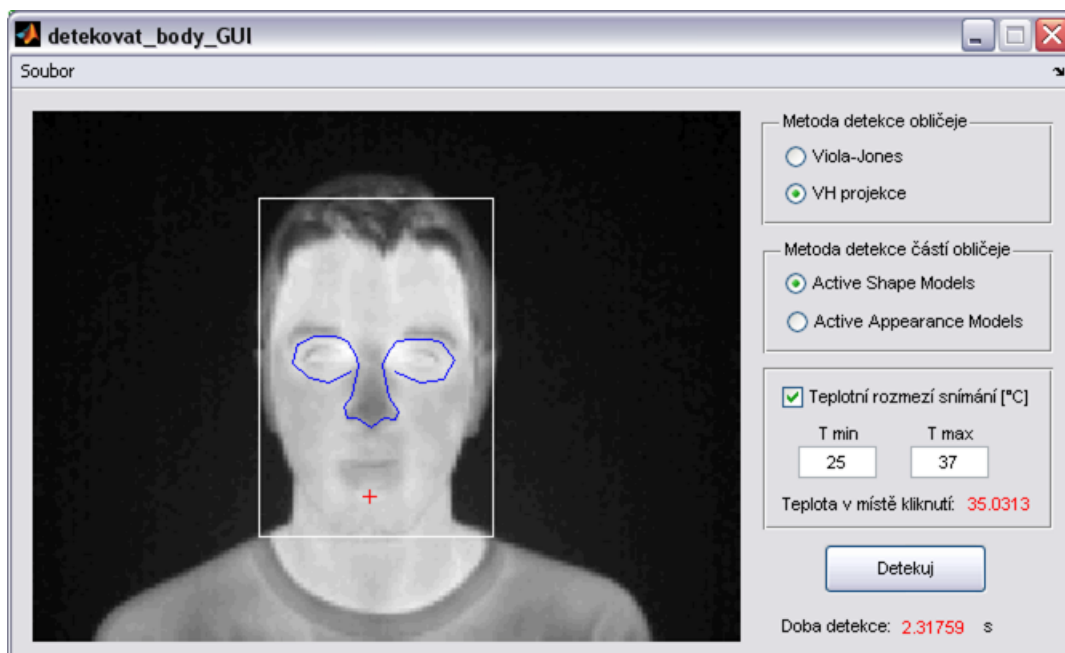 detekovat_body_GUI
Soubor
Metoda detekce obličeje
Viola-Jones
VH projekce
Metoda detekce částí obličeje
Active Shape Models
Active Appearance Models
Teplotní rozmezí snímání [°C]
T min T max
25 37
Teplota v místě kliknutí: 35.0313
Detekuj
Doba detekce: 2.31759 s